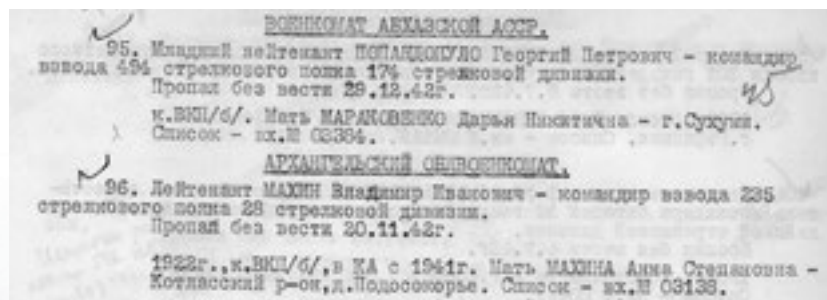 ВОЕНКОМАТ АБХАЗСКОЙ АССР.
95. Младший лейтенант ПОПАНДОПУЛО Георгий Петрович - командир
взвода 494 стрелкового полка 174 стрелковой дивизии.
Пропал без вести 29.12.42г.
к.ВКП/б/. Мать МАРАКОВЕНКО Дарья Никитична - г.Сухуми.
Список - вх.№ 03384.
АРХАНГЕЛЬСКИЙ ОБЛВОЕНКОМАТ.
96. Лейтенант МАХИН Владимир Иванович - командир взвода 235
стрелкового полка 28 стрелковой дивизии.
Пропал без вести 20.11.42г.
1922г.,к.ВКП/б/,в КА с 1941г. Мать МАХИНА Анна Степановна -
Котласский р-он,д.Подосокорье. Список - вх.№ 03138.